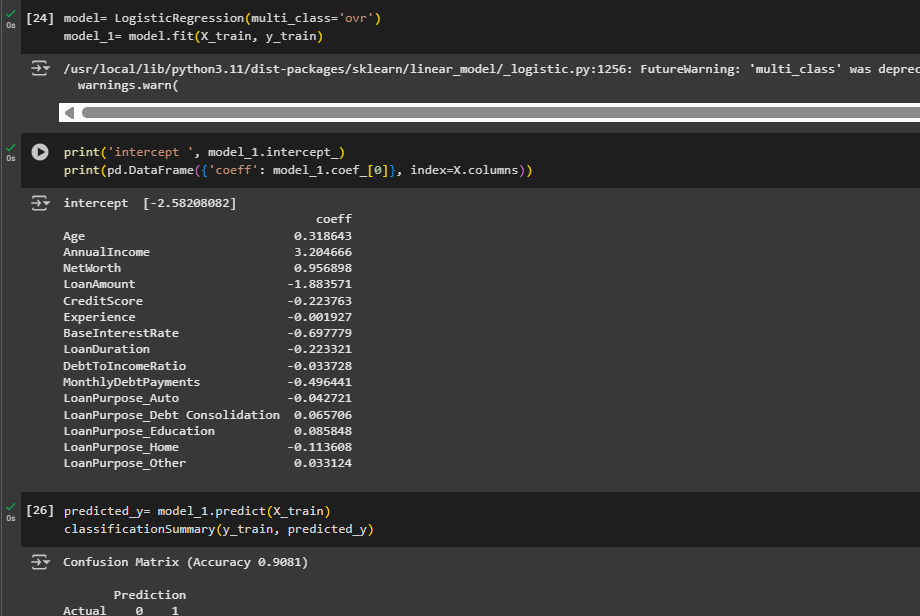 [24] model= LogisticRegression(multi_class='ovr')
0s
model_1= model.fit(X_train, y_train)
/usr/local/lib/python3.11/dist-packages/sklearn/linear_model/_logistic.py:1256: FutureWarning: 'multi_class' was deprec
warnings.warn(
print('intercept ', model_1.intercept_)
0s
print(pd.DataFrame({'coeff': model_1.coef_[0]}, index=X.columns))
intercept  [-2.58208082]
coeff
Age 0.318643
AnnualIncome 3.204666
NetWorth 0.956898
LoanAmount -1.883571
CreditScore -0.223763
Experience -0.001927
BaseInterestRate -0.697779
LoanDuration -0.223321
DebtToIncomeRatio -0.033728
MonthlyDebtPayments -0.496441
LoanPurpose_Auto -0.042721
LoanPurpose_Debt Consolidation 0.065706
LoanPurpose_Education 0.085848
LoanPurpose_Home -0.113608
LoanPurpose_Other 0.033124
[26] predicted_y= model_1.predict(X_train)
0s
classificationSummary(y_train, predicted_y)
Confusion Matrix (Accuracy 0.9081)
Prediction
Actual 0 1